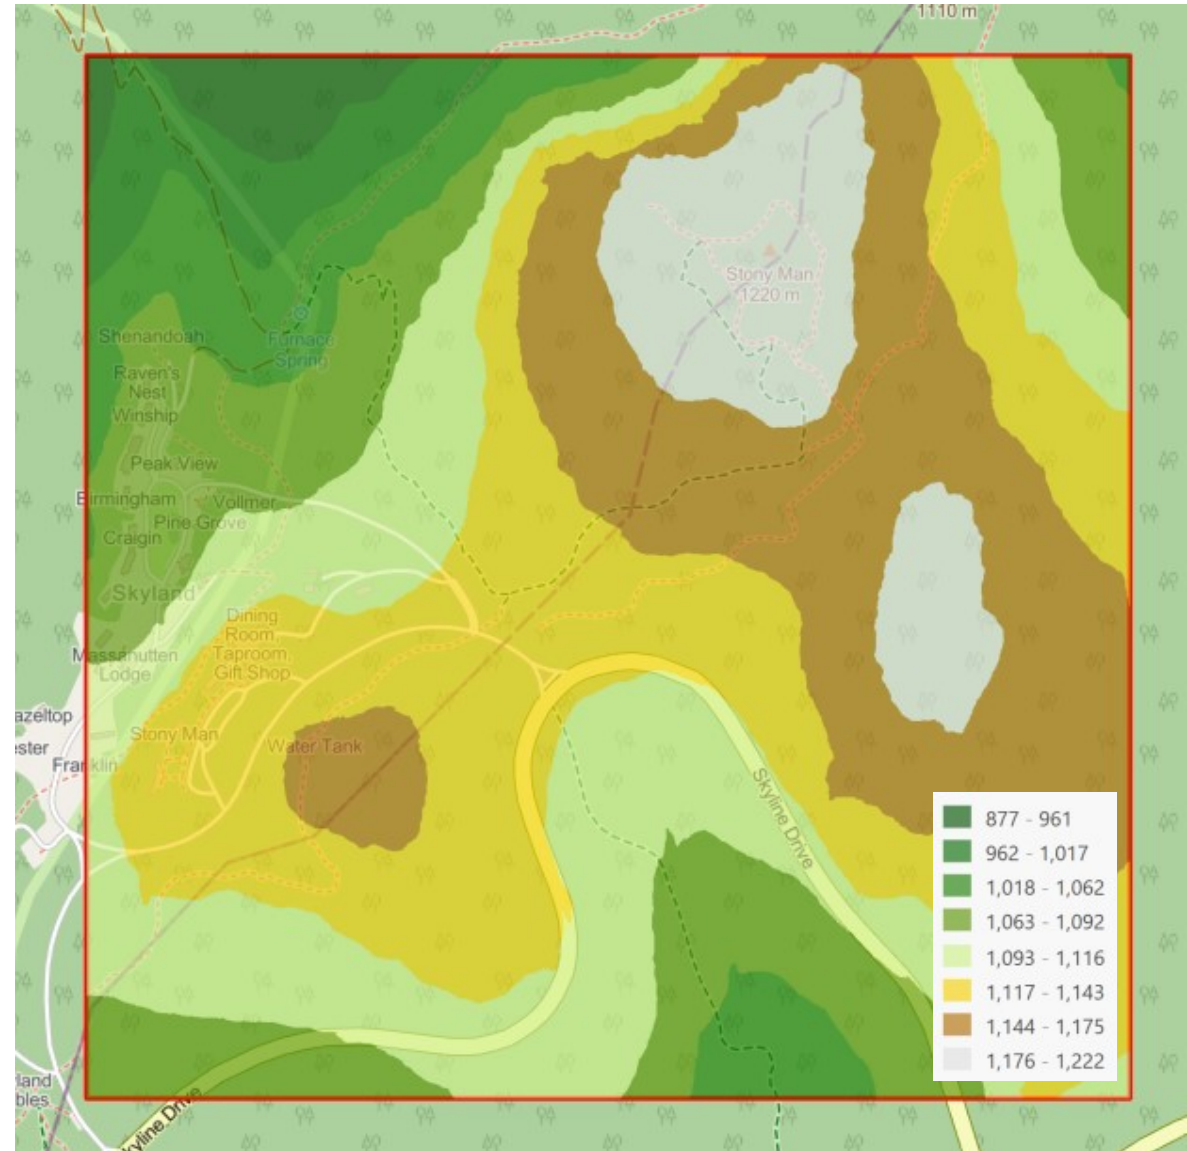 1110 m
Stony Man
1220 m
Shenandoah
Furnace
Spring
Raven's
Nest
Winship
Peak View
Birmingham
Vollmer
Pine Grove
Craigin
Skyland
Dining
Room,
Taproom,
Gift Shop
Massanutten
Lodge
azeltop
ester
Franklin
Stony Man
Water Tank
Skyline Drive
877 - 961
962 - 1,017
1,018 - 1,062
1,063 - 1,092
1,093 - 1,116
1,117 - 1,143
1,144 - 1,175
1,176 - 1,222
land
bles
kyline Drive